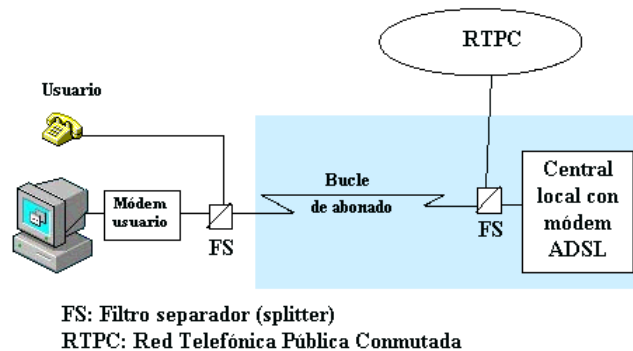 RTPC
Usuario
Módem
usuario
FS
Bucle
de abonado
FS
Central
local con
módem
ADSL
FS: Filtro separador (splitter)
RTPC: Red Telefónica Pública Conmutada